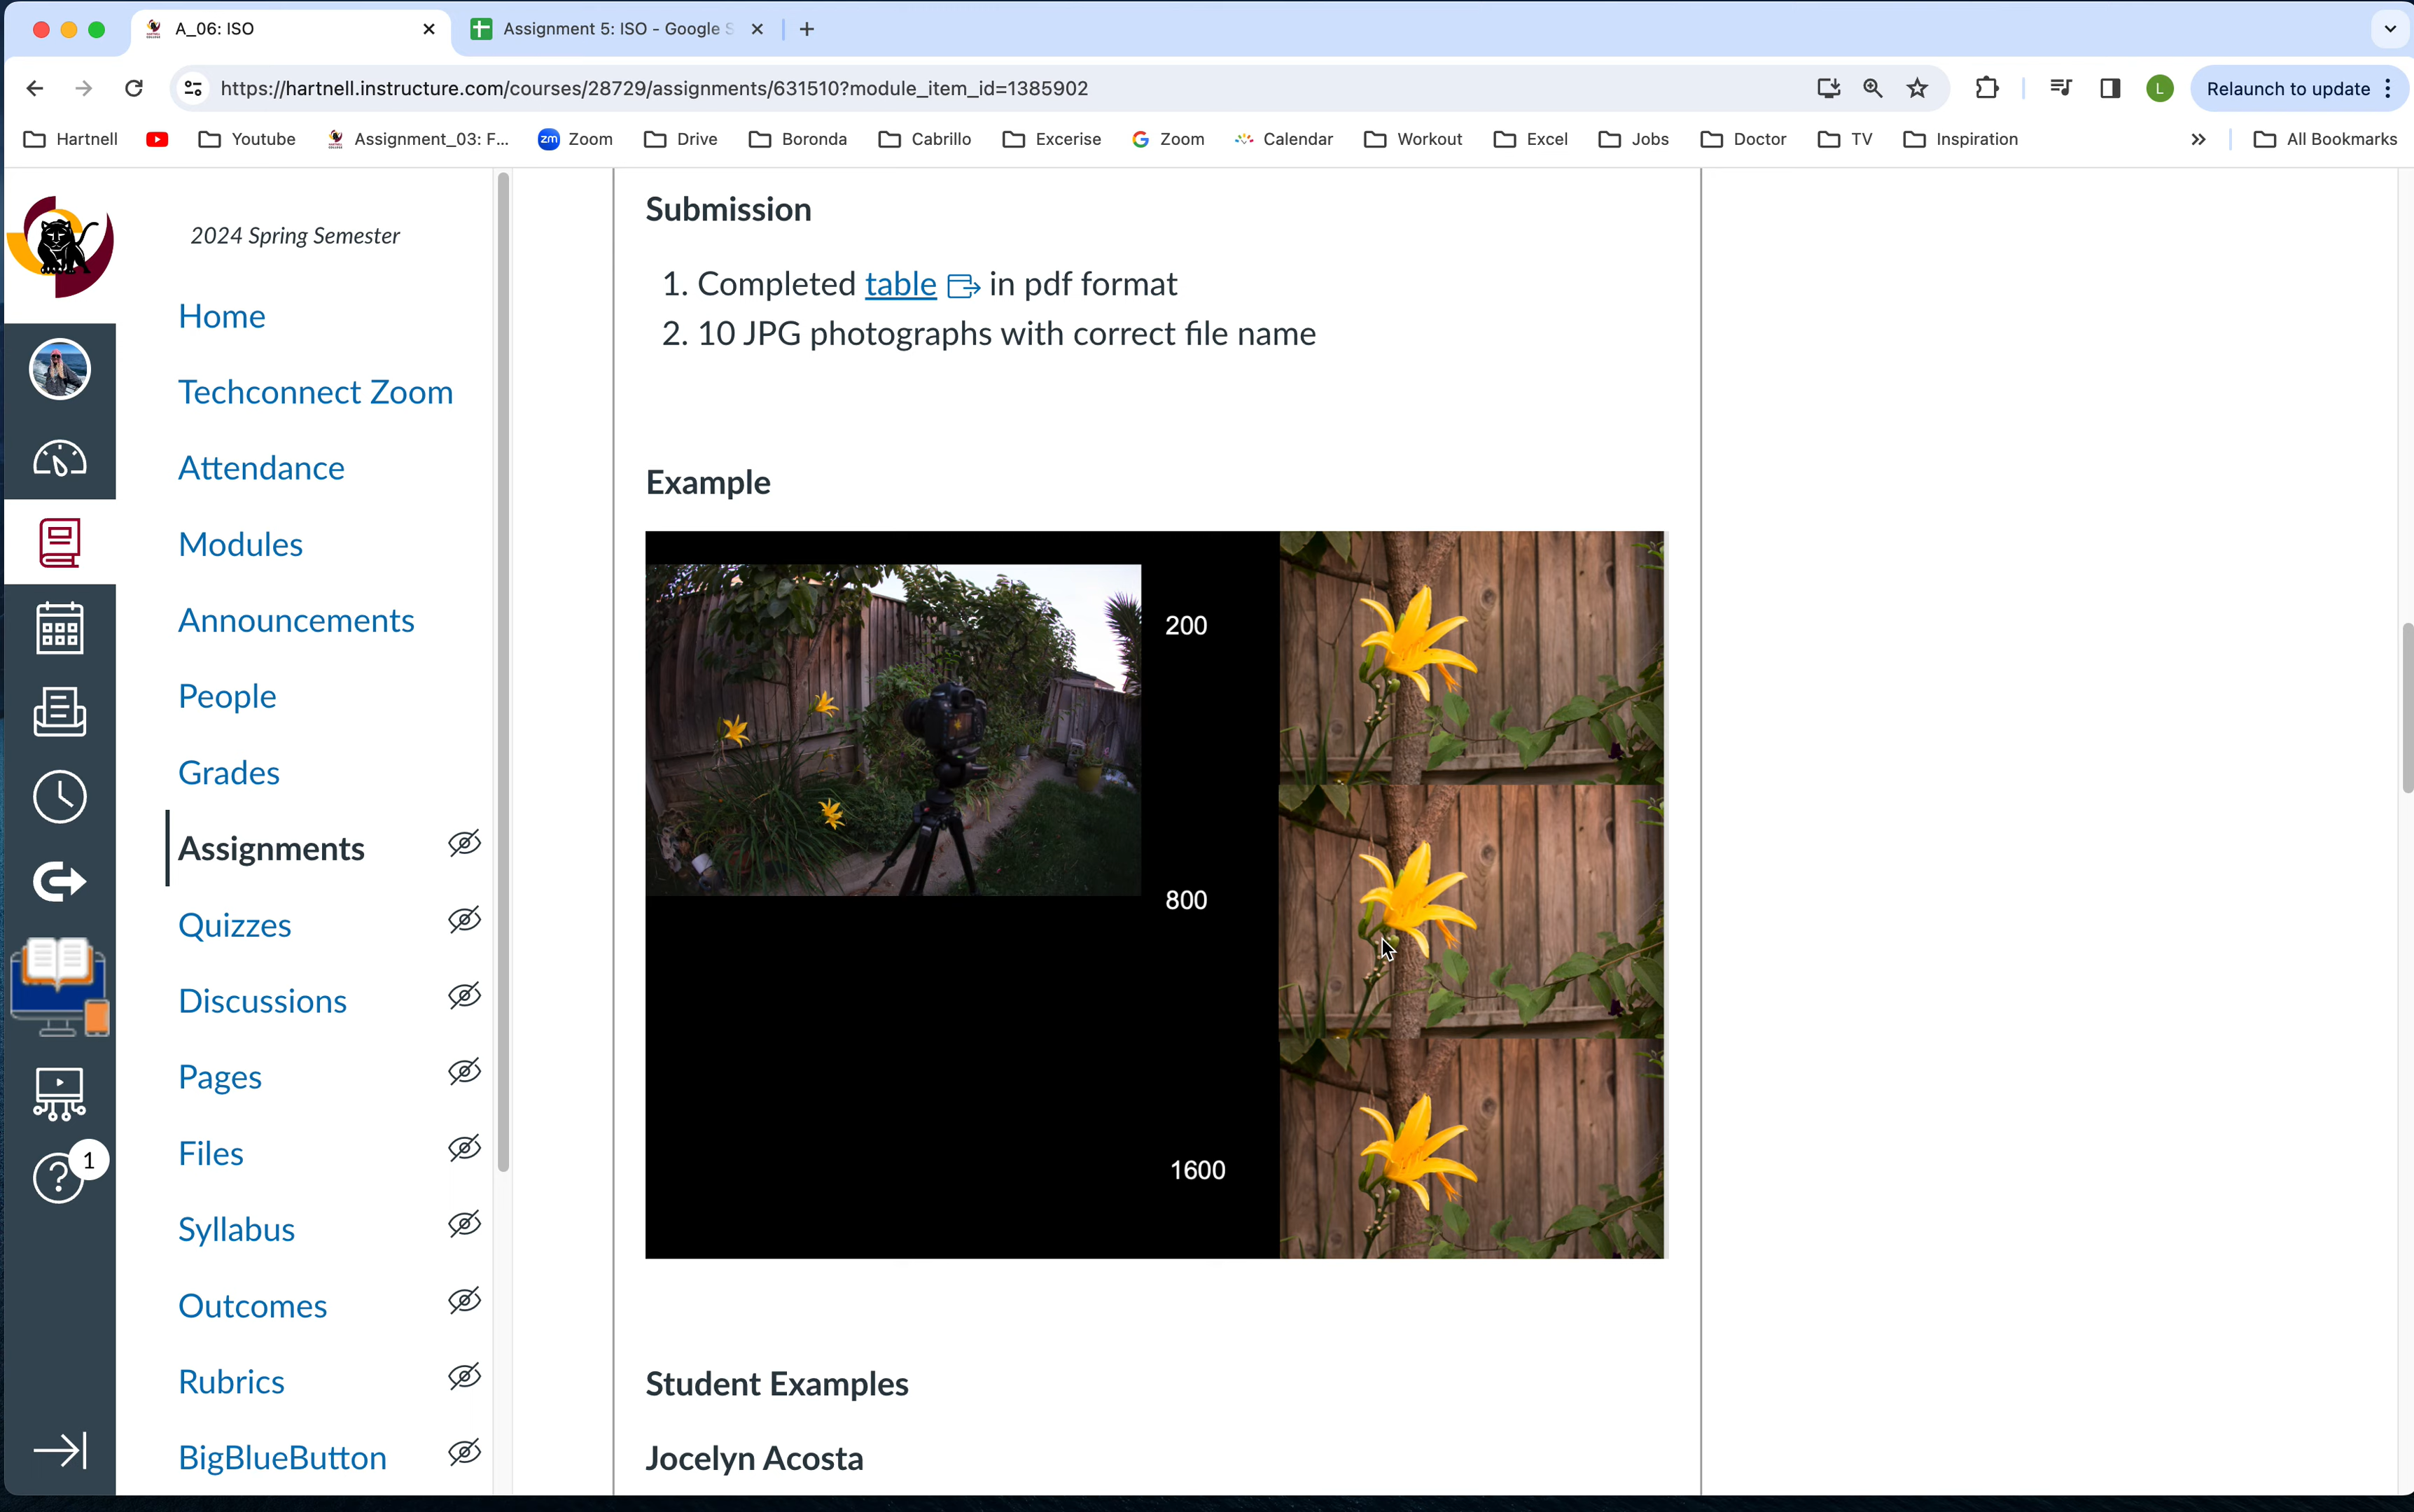 A_06: ISO
Assignment 5: ISO - Google S
https://hartnell.instructure.com/courses/28729/assignments/631510?module_item_id=1385902
L
Relaunch to update
Hartnell
Youtube
Assignment_03: F...
zm
Zoom
Drive
Boronda
Cabrillo
Excerise
Zoom
Calendar
Workout
Excel
Jobs
Doctor
TV
Inspiration
All Bookmarks
2024 Spring Semester
Home
Techconnect Zoom
Attendance
Modules
Announcements
People
Grades
Assignments
Quizzes
Discussions
Pages
Files
Syllabus
Outcomes
Rubrics
BigBlueButton
1
Submission
1. Completed table in pdf format
2. 10 JPG photographs with correct file name
Example
200
800
1600
Student Examples
Jocelyn Acosta